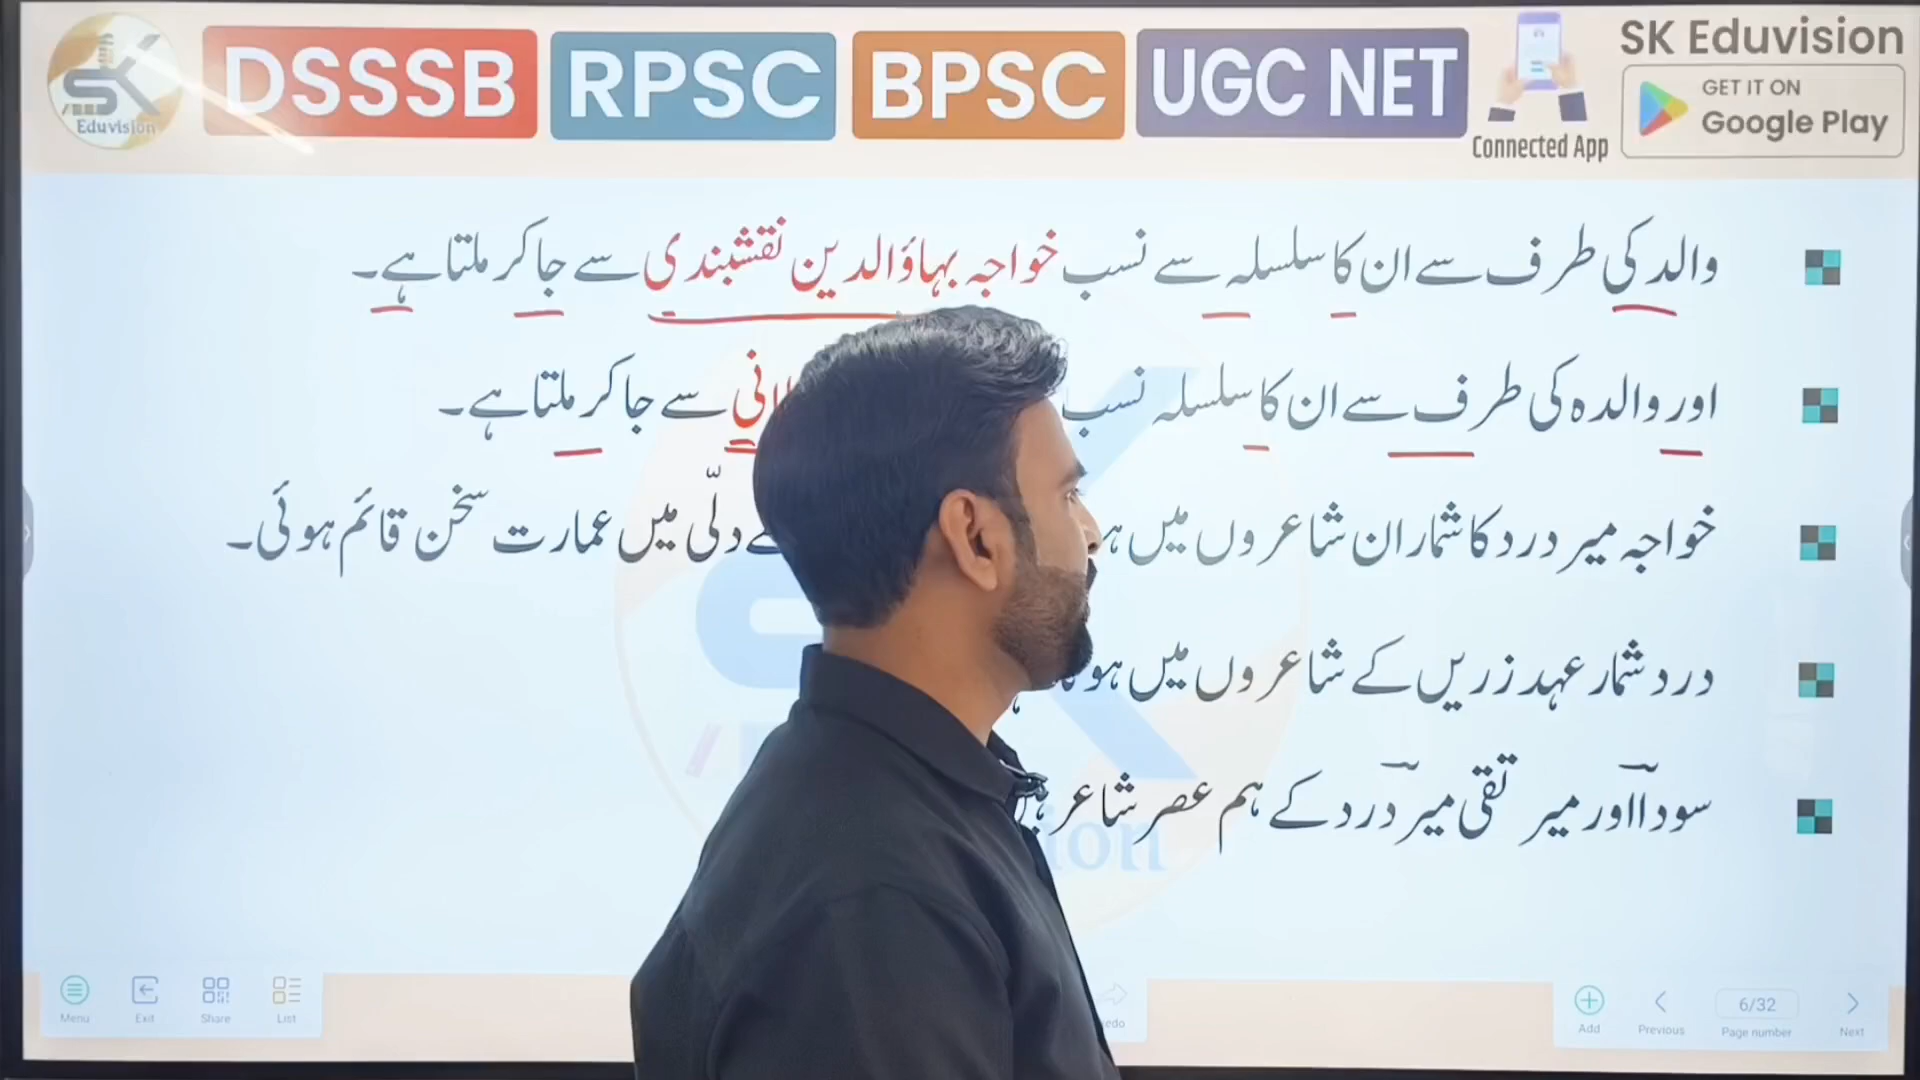 SK Eduvision
DSSSB RPSC BPSC UGC NET
Connected App
SK Eduvision
GET IT ON
Google Play
والد کی طرف سے ان کا سلسلہ سے نسب خواجہ بہاؤالدین نقشبندی سے جا کر ملتا ہے۔
اور والدہ کی طرف سے ان کا سلسلہ نسب سے جا کر ملتا ہے۔
خواجہ میر درد کا شمار ان شاعروں میں دلّی میں عمارت سخن قائم ہوئی۔
درد شمار عہد زریں کے شاعروں میں
سودآ اور میر تقی میر درد کے ہم عصر شاعر
Menu Exit Share List
Add Previous 6/32 Page number Next